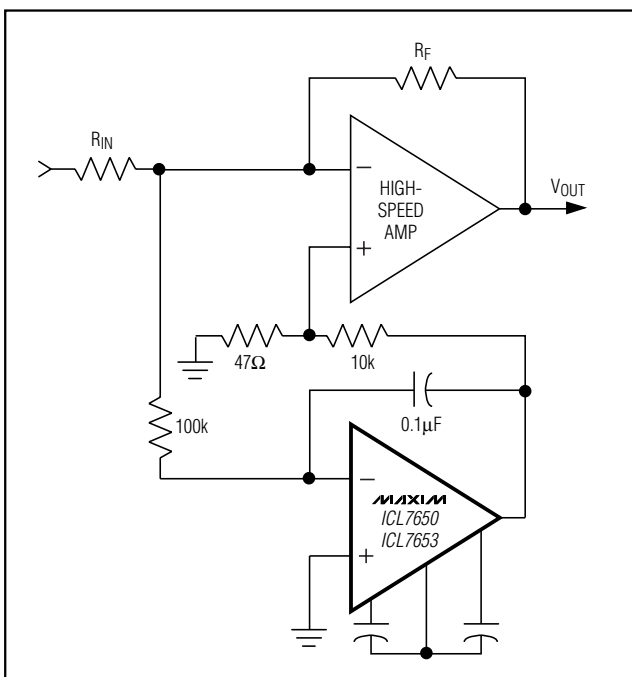 R_F
R_IN
−
HIGH-
SPEED
AMP
+
V_OUT
47Ω
10k
0.1µF
100k
−
MAXIM
ICL7650
ICL7653
+